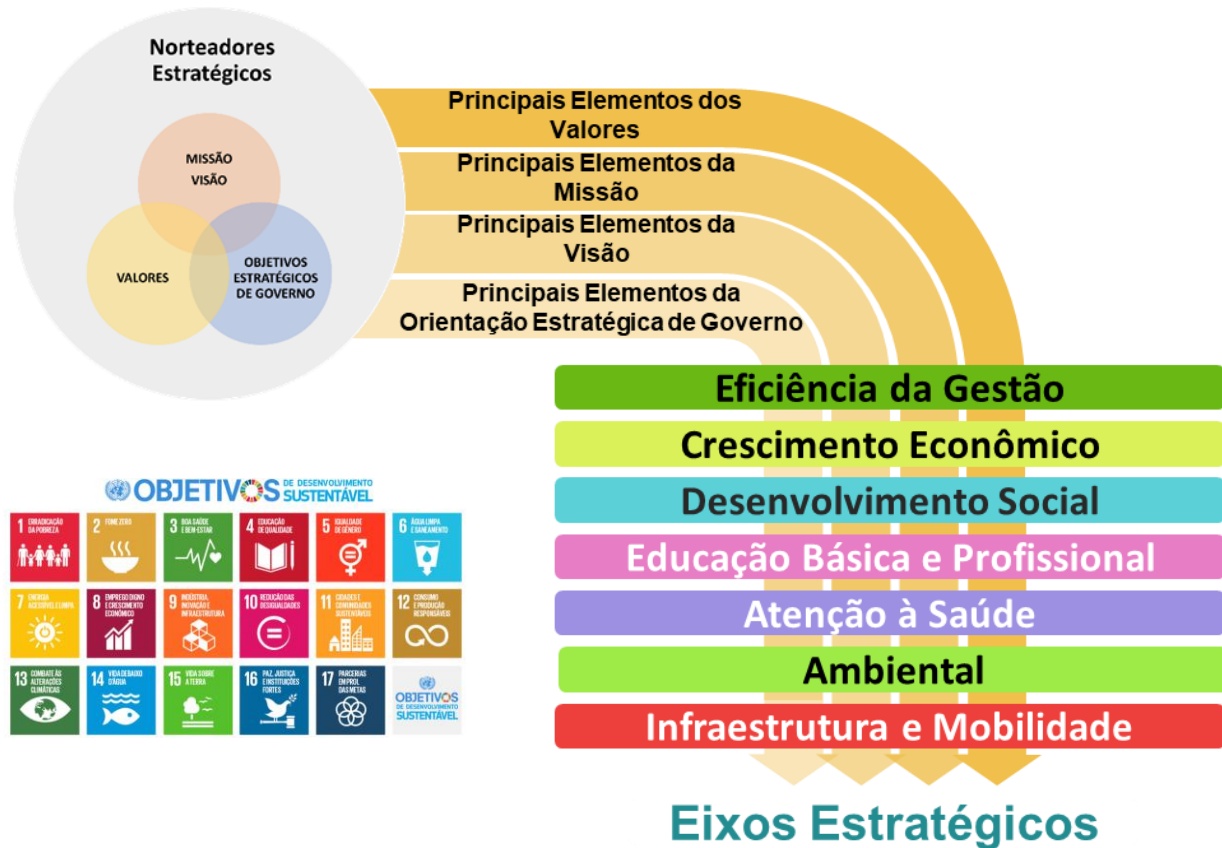 Norteadores
Estratégicos
MISSÃO
VISÃO
VALORES
OBJETIVOS
ESTRATÉGICOS
DE GOVERNO
Principais Elementos dos
Valores
Principais Elementos da
Missão
Principais Elementos da
Visão
Principais Elementos da
Orientação Estratégica de Governo
Eficiência da Gestão
Crescimento Econômico
Desenvolvimento Social
Educação Básica e Profissional
Atenção à Saúde
Ambiental
Infraestrutura e Mobilidade
Eixos Estratégicos
OBJETIVOS DE DESENVOLVIMENTO
SUSTENTÁVEL
1 ERRADICAÇÃO
DA POBREZA
2 FOME ZERO
3 BOA SAÚDE
E BEM-ESTAR
4 EDUCAÇÃO
DE QUALIDADE
5 IGUALDADE
DE GÊNERO
6 ÁGUA LIMPA
E SANEAMENTO
7 ENERGIA
ACESSÍVEL E LIMPA
8 EMPREGO DIGNO
E CRESCIMENTO
ECONÔMICO
9 INDÚSTRIA,
INOVAÇÃO E
INFRAESTRUTURA
10 REDUÇÃO DAS
DESIGUALDADES
11 CIDADES E
COMUNIDADES
SUSTENTÁVEIS
12 CONSUMO
E PRODUÇÃO
RESPONSÁVEIS
13 COMBATE ÀS
ALTERAÇÕES
CLIMÁTICAS
14 VIDA DEBAIXO
D'ÁGUA
15 VIDA SOBRE
A TERRA
16 PAZ, JUSTIÇA
E INSTITUIÇÕES
FORTES
17 PARCERIAS
EM PROL
DAS METAS
OBJETIVOS
DE DESENVOLVIMENTO
SUSTENTÁVEL